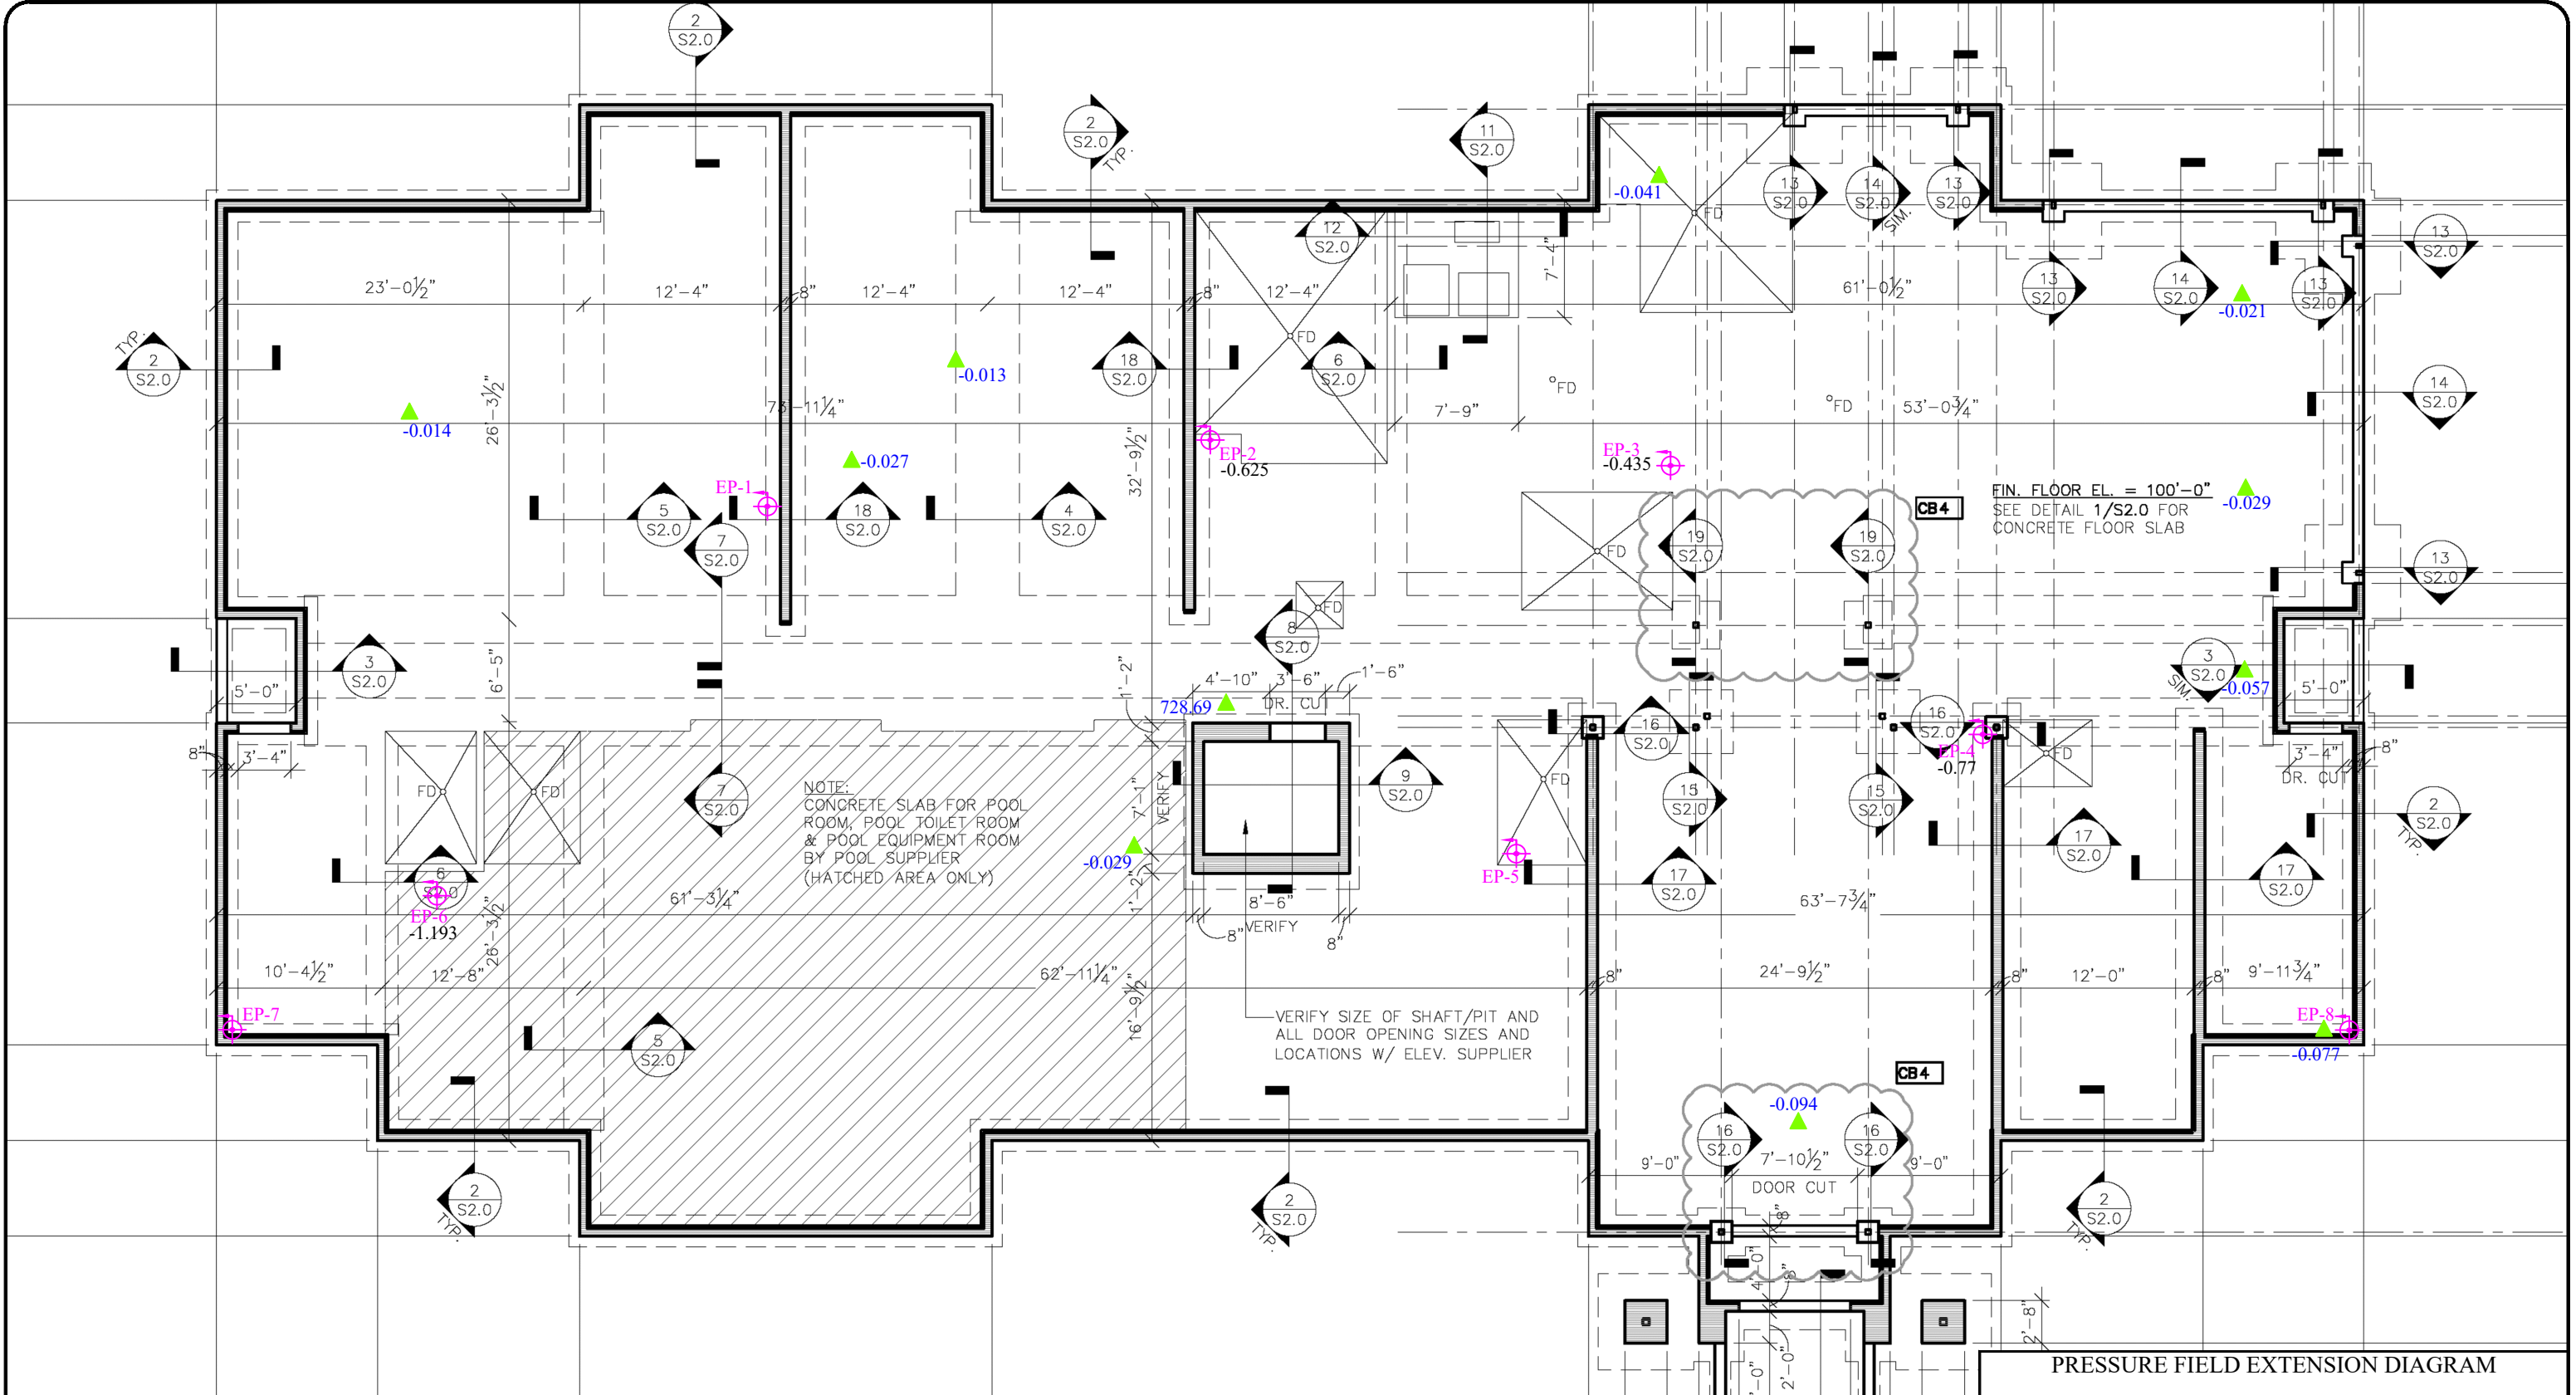 2
S2.0
2
S2.0
TYP.
11
S2.0
-0.041
13
S2.0
14
S2.0
SIM.
13
S2.0
FD
12
S2.0
7'-4"
13
S2.0
23'-0½"
12'-4"
8"
12'-4"
12'-4"
8"
12'-4"
61'-0½"
13
S2.0
14
S2.0
13
S2.0
-0.021
TYP.
2
S2.0
FD
-0.013
18
S2.0
6
S2.0
FD
14
S2.0
26'-3½"
73'-11¼"
7'-9"
FD
53'-0¾"
-0.014
32'-9½"
EP-2
-0.625
EP-3
-0.435
-0.027
EP-1
5
S2.0
18
S2.0
4
S2.0
CB4
FIN. FLOOR EL. = 100'-0"
SEE DETAIL 1/S2.0 FOR
CONCRETE FLOOR SLAB
-0.029
7
S2.0
FD
19
S2.0
19
S2.0
13
S2.0
FD
8
S2.0
3
S2.0
6'-5"
1'-2"
3
S2.0
SIM.
-0.057
5'-0"
4'-10"
3'-6"
1'-6"
DR. CUT
728.69
5'-0"
16
S2.0
16
S2.0
EP-4
-0.77
8"
3'-4"
FD
3'-4"
8"
DR. CUT
FD
FD
7
S2.0
NOTE:
CONCRETE SLAB FOR POOL
ROOM, POOL TOILET ROOM
& POOL EQUIPMENT ROOM
BY POOL SUPPLIER
(HATCHED AREA ONLY)
7'-1"
VERIFY
9
S2.0
FD
15
S2.0
15
S2.0
2
S2.0
TYP.
17
S2.0
-0.029
6
S2.0
EP-5
17
S2.0
17
S2.0
EP-6
-1.193
26'-3½"
61'-3¼"
1'-2"
8'-6"
8"
VERIFY
8"
63'-7¾"
10'-4½"
12'-8"
62'-11¼"
8"
24'-9½"
8"
12'-0"
8"
9'-11¾"
EP-7
16'-9½"
VERIFY SIZE OF SHAFT/PIT AND
ALL DOOR OPENING SIZES AND
LOCATIONS W/ ELEV. SUPPLIER
EP-8
-0.077
5
S2.0
CB4
-0.094
16
S2.0
16
S2.0
9'-0"
7'-10½"
9'-0"
DOOR CUT
2
S2.0
TYP.
2
S2.0
TYP.
2
S2.0
TYP.
8"
8"
2'-8"
2'-0"
PRESSURE FIELD EXTENSION DIAGRAM